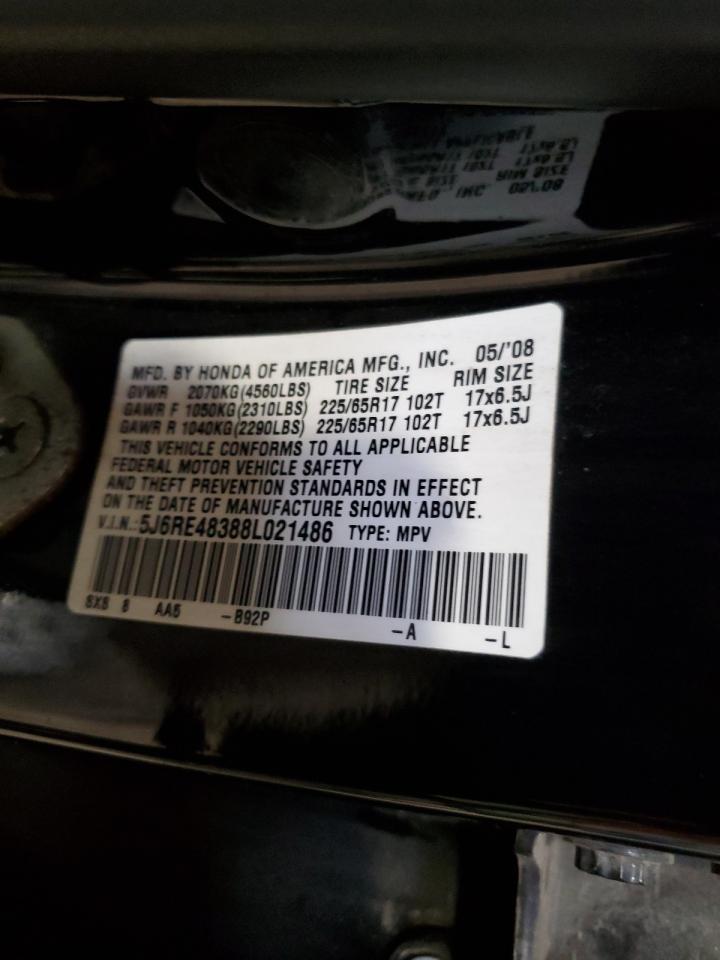 MFD. BY HONDA OF AMERICA MFG., INC. 05/'08
GVWR 2070KG(4560LBS) TIRE SIZE RIM SIZE
GAWR F 1050KG(2310LBS) 225/65R17 102T 17x6.5J
GAWR R 1040KG(2290LBS) 225/65R17 102T 17x6.5J
THIS VEHICLE CONFORMS TO ALL APPLICABLE
FEDERAL MOTOR VEHICLE SAFETY
AND THEFT PREVENTION STANDARDS IN EFFECT
ON THE DATE OF MANUFACTURE SHOWN ABOVE.
V.I.N.:5J6RE48388L021486 TYPE: MPV
SXS 8 AA5 -B92P -A -L